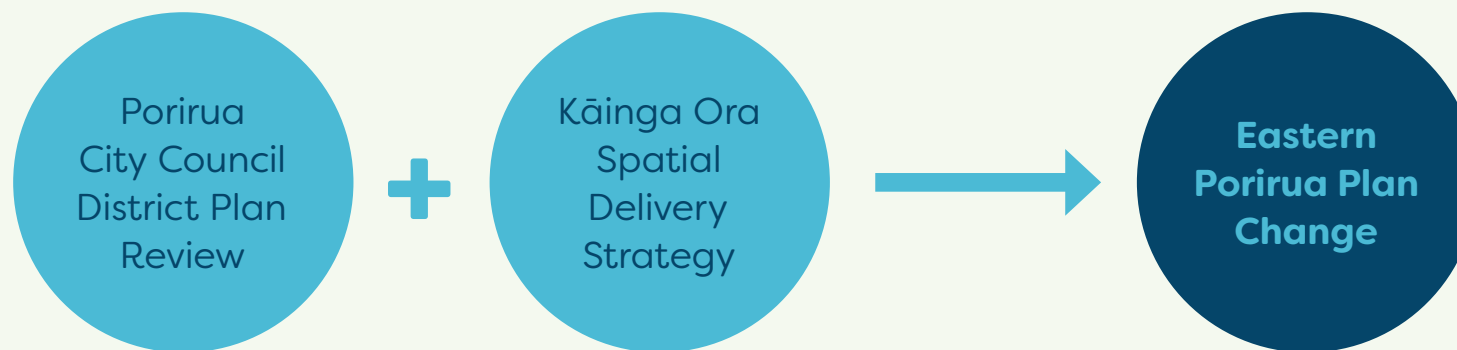 Porirua
City Council
District Plan
Review
Kāinga Ora
Spatial
Delivery
Strategy
Eastern
Porirua Plan
Change